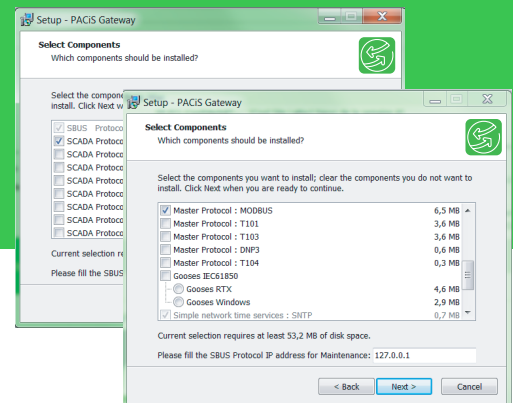 Setup - PACiS Gateway
Select Components
Which components should be installed?
Select the compone
install. Click Next w
SBUS Protoco
SCADA Protoco
SCADA Protoco
SCADA Protoco
SCADA Protoco
SCADA Protoco
SCADA Protoco
SCADA Protoco
Current selection re
Please fill the SBUS
Setup - PACiS Gateway
Select Components
Which components should be installed?
Select the components you want to install; clear the components you do not want to
install. Click Next when you are ready to continue.
Master Protocol : MODBUS 6,5 MB
Master Protocol : T101 3,6 MB
Master Protocol : T103 3,6 MB
Master Protocol : DNP3 0,6 MB
Master Protocol : T104 0,3 MB
Gooses IEC61850
Gooses RTX 4,6 MB
Gooses Windows 2,9 MB
Simple network time services : SNTP 0,7 MB
Current selection requires at least 53,2 MB of disk space.
Please fill the SBUS Protocol IP address for Maintenance: 127.0.0.1
< Back Next > Cancel